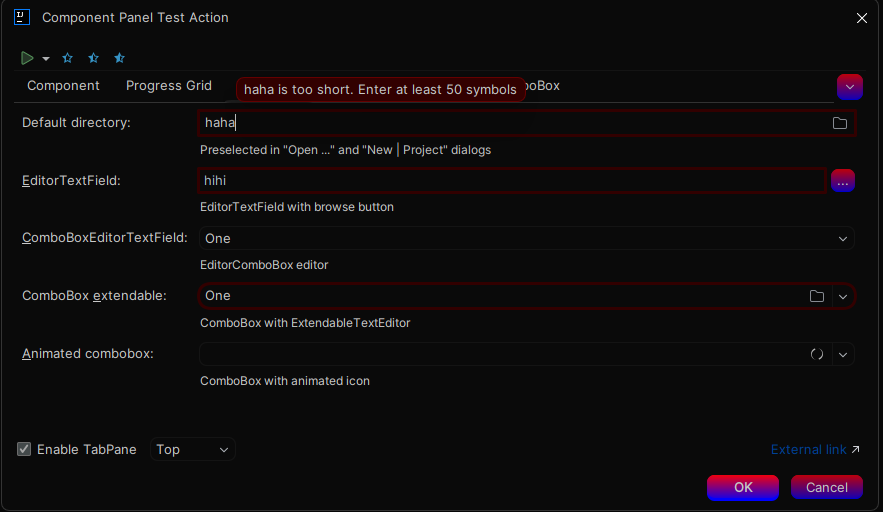 IJ
Component Panel Test Action
Component Progress Grid boBox
haha is too short. Enter at least 50 symbols
Default directory: haha
Preselected in "Open ..." and "New | Project" dialogs
EditorTextField: hihi ...
EditorTextField with browse button
ComboBoxEditorTextField: One
EditorComboBox editor
ComboBox extendable: One
ComboBox with ExtendableTextEditor
Animated combobox:
ComboBox with animated icon
Enable TabPane Top External link
OK Cancel